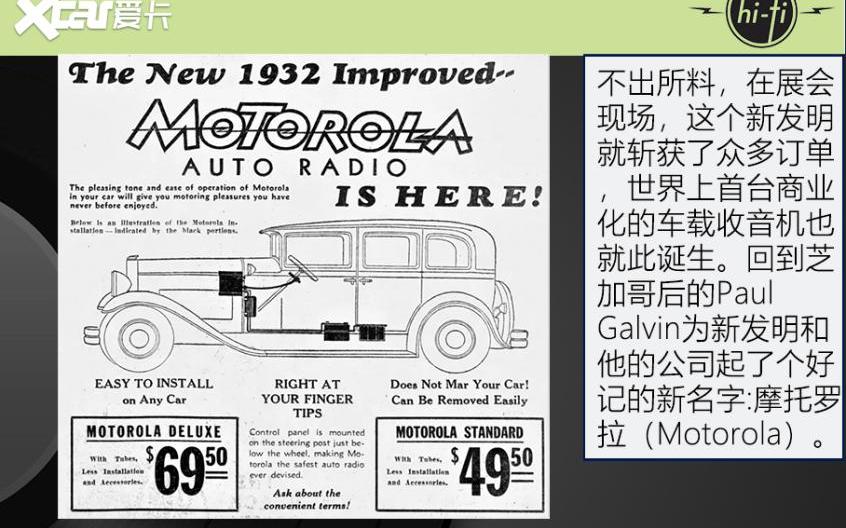 Xcar爱卡
hi-fi
The New 1932 Improved--
MOTOROLA
AUTO RADIO
IS HERE!
The pleasing tone and ease of operation of Motorola
in your car will give you motoring pleasures you have
never before enjoyed.
Below is an illustration of the Motorola in-
stallation — indicated by the black portions.
EASY TO INSTALL
on Any Car
RIGHT AT
YOUR FINGER
TIPS
Does Not Mar Your Car!
Can Be Removed Easily
MOTOROLA DELUXE
With Tubes,
Less Installation
and Accessories.
$69 50
Control panel is mounted
on the steering post just be-
low the wheel, making Mo-
torola the safest auto radio
ever devised.
Ask about the
convenient terms!
MOTOROLA STANDARD
With Tubes,
Less Installation
and Accessories.
$49 50
不出所料，在展会
现场，这个新发明
就斩获了众多订单
，世界上首台商业
化的车载收音机也
就此诞生。回到芝
加哥后的Paul
Galvin为新发明和
他的公司起了个好
记的新名字:摩托罗
拉（Motorola）。